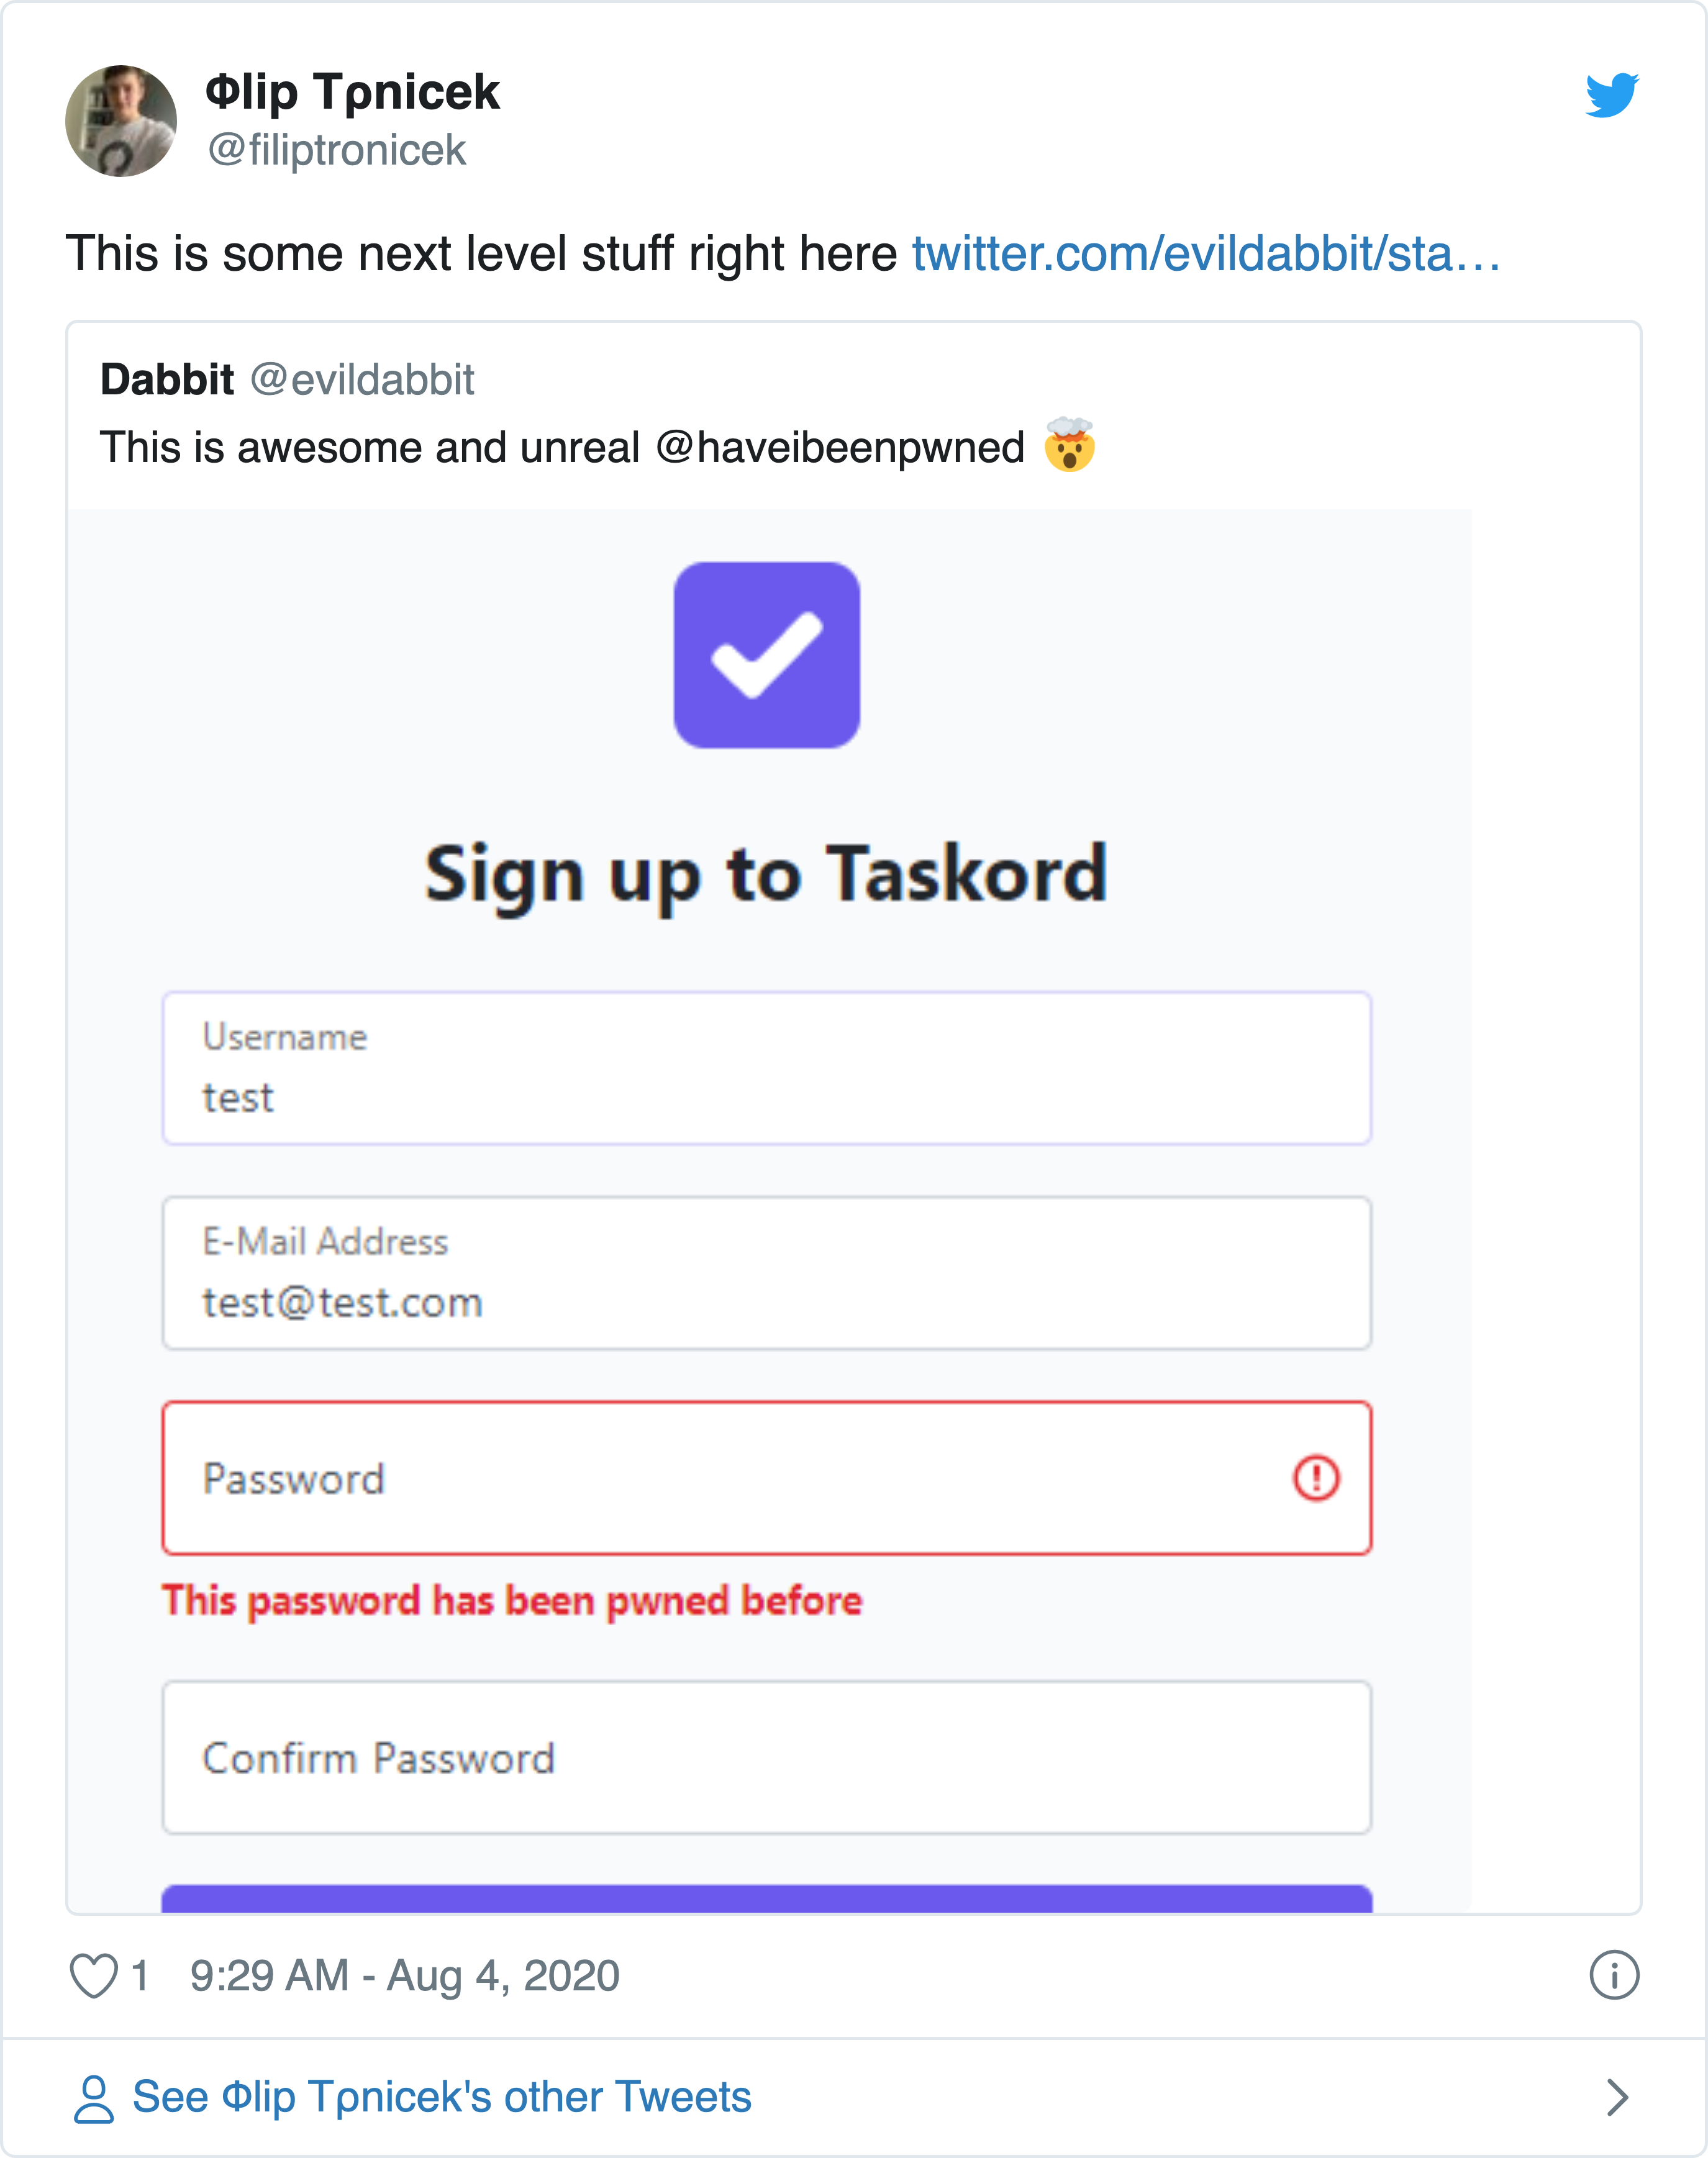 Φlip Tρnicek
@filiptronicek
This is some next level stuff right here twitter.com/evildabbit/sta…
Dabbit @evildabbit
This is awesome and unreal @haveibeenpwned 🤯
Sign up to Taskord
Username
test
E-Mail Address
test@test.com
Password
This password has been pwned before
Confirm Password
1 9:29 AM - Aug 4, 2020
See Φlip Tρnicek's other Tweets